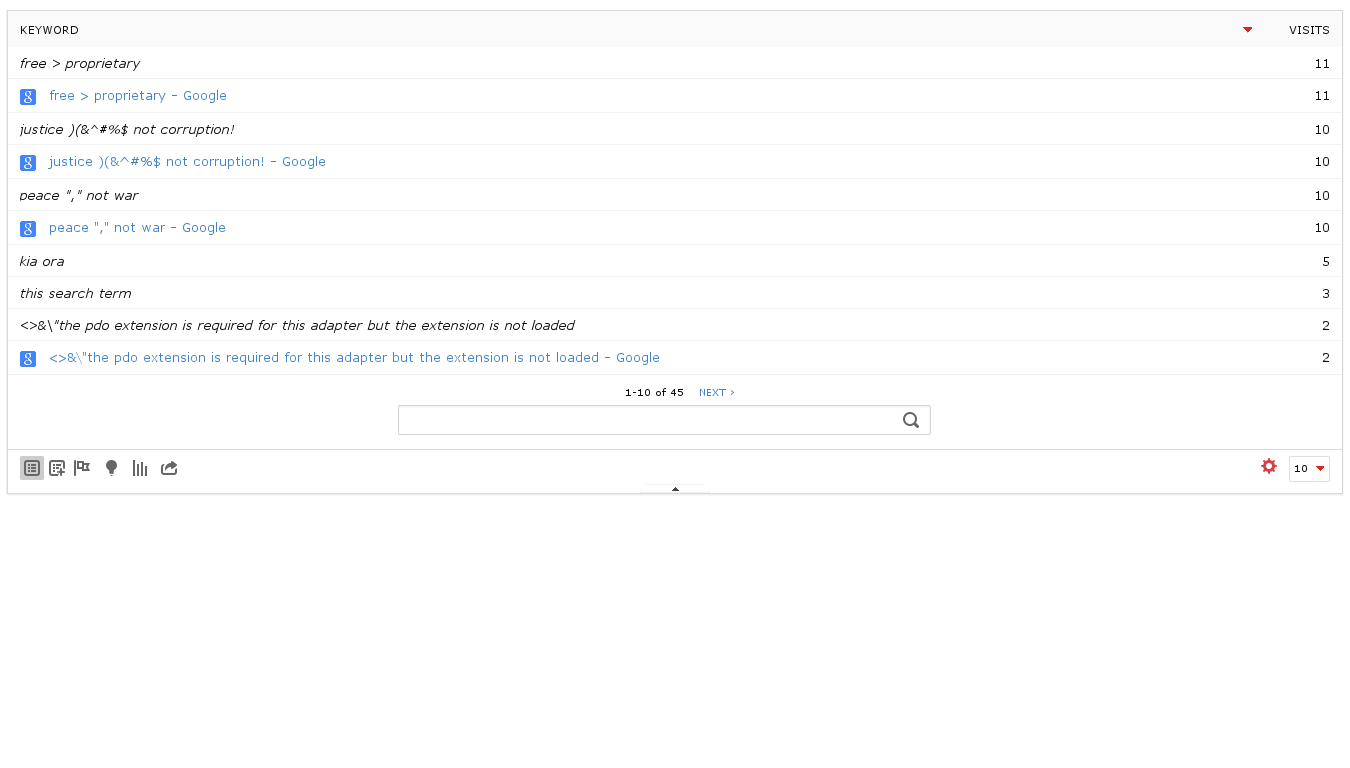 KEYWORD VISITS
free > proprietary 11
free > proprietary - Google 11
justice )(&^#%$ not corruption! 10
justice )(&^#%$ not corruption! - Google 10
peace "," not war 10
peace "," not war - Google 10
kia ora 5
this search term 3
<>&\"the pdo extension is required for this adapter but the extension is not loaded 2
<>&\"the pdo extension is required for this adapter but the extension is not loaded - Google 2
1-10 of 45 NEXT ›
10